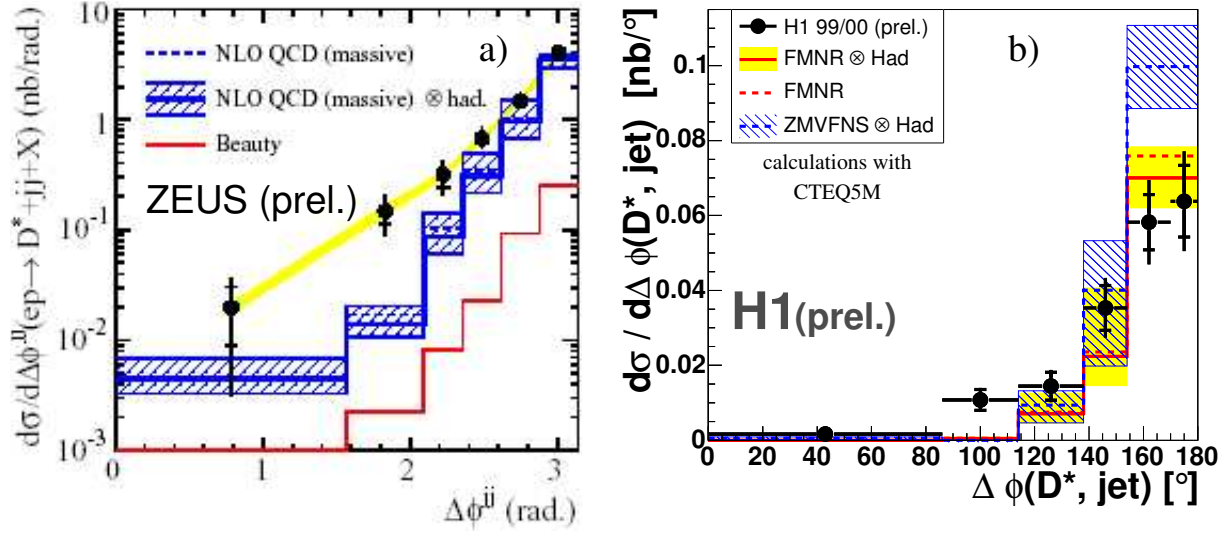 a)
NLO QCD (massive)
NLO QCD (massive) ⊗ had.
Beauty
ZEUS (prel.)
dσ/dΔφ^jj(ep→ D*+jj+X) (nb/rad.)
10
1
10^-1
10^-2
10^-3
0 1 2 3
Δφ^jj (rad.)
b)
H1 99/00 (prel.)
FMNR ⊗ Had
FMNR
ZMVFNS ⊗ Had
calculations with
CTEQ5M
H1(prel.)
dσ / dΔ φ(D*, jet) [nb/°]
0.1
0.08
0.06
0.04
0.02
0
0 20 40 60 80 100 120 140 160 180
Δ φ(D*, jet) [°]